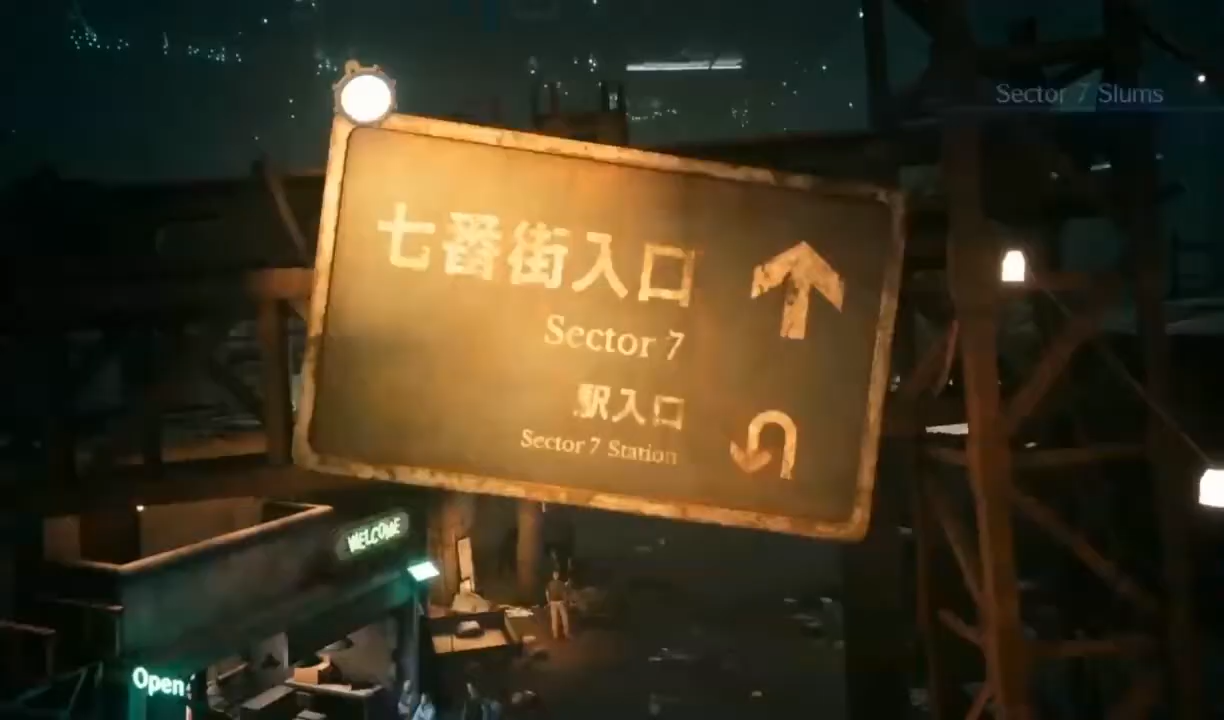 Sector 7 Slums
七番街入口
Sector 7
駅入口
Sector 7 Station
WELCOME
Open